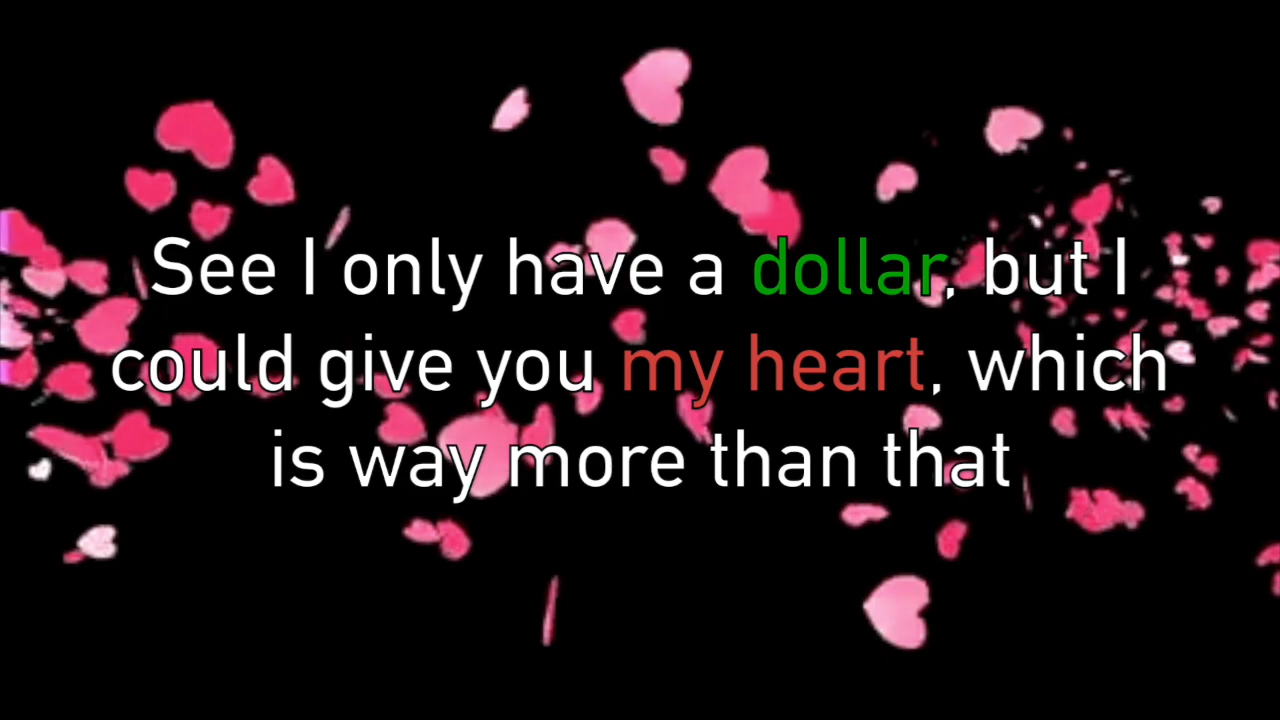 See I only have a dollar, but I
could give you my heart, which
is way more than that